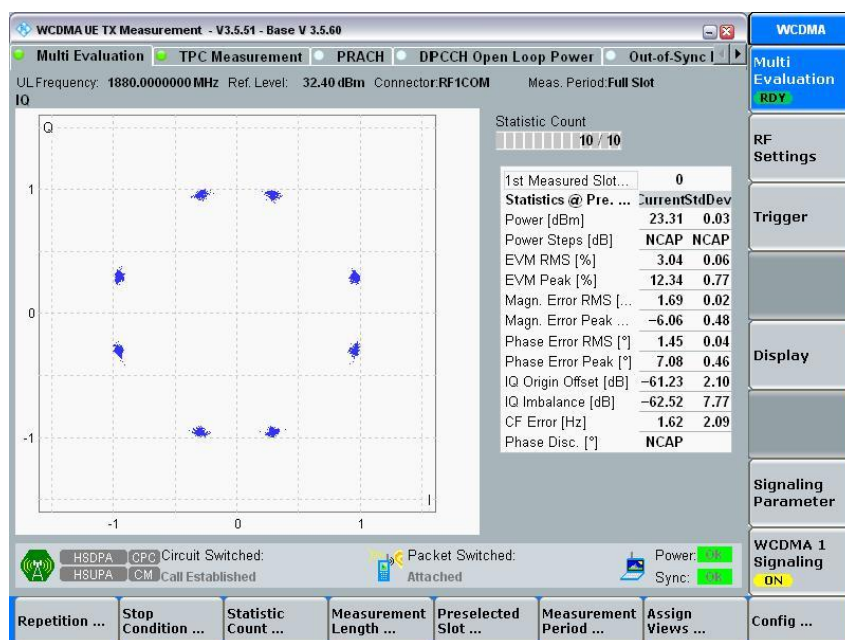 WCDMA UE TX Measurement - V3.5.51 - Base V 3.5.60
WCDMA
Multi Evaluation TPC Measurement PRACH DPCCH Open Loop Power Out-of-Sync
UL Frequency: 1880.0000000 MHz Ref. Level: 32.40 dBm Connector: RF1COM Meas. Period: Full Slot
IQ
Q
1
0
-1
-1 0 1
I
Statistic Count
10 / 10
1st Measured Slot... 0
Statistics @ Pre. ... Current StdDev
Power [dBm] 23.31 0.03
Power Steps [dB] NCAP NCAP
EVM RMS [%] 3.04 0.06
EVM Peak [%] 12.34 0.77
Magn. Error RMS [... 1.69 0.02
Magn. Error Peak ... -6.06 0.48
Phase Error RMS [°] 1.45 0.04
Phase Error Peak [°] 7.08 0.46
IQ Origin Offset [dB] -61.23 2.10
IQ Imbalance [dB] -62.52 7.77
CF Error [Hz] 1.62 2.09
Phase Disc. [°] NCAP
Multi
Evaluation
RDY
RF
Settings
Trigger
Display
Signaling
Parameter
WCDMA 1
Signaling
ON
HSDPA CPC Circuit Switched: Packet Switched: Power: OK
HSUPA CM Call Established Attached Sync: OK
Repetition ...
Stop
Condition ...
Statistic
Count ...
Measurement
Length ...
Preselected
Slot ...
Measurement
Period ...
Assign
Views ...
Config ...